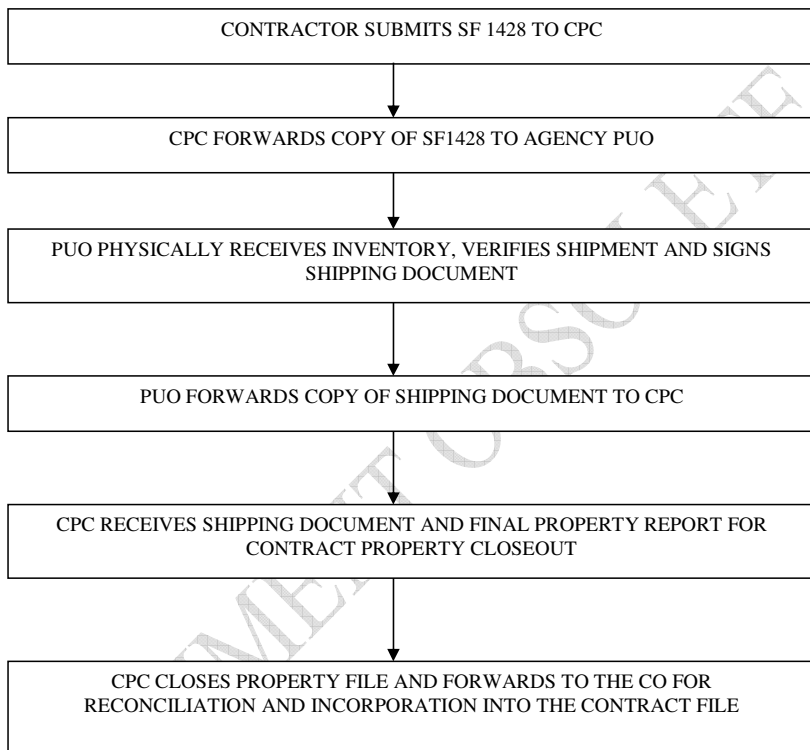 CONTRACTOR SUBMITS SF 1428 TO CPC
CPC FORWARDS COPY OF SF1428 TO AGENCY PUO
PUO PHYSICALLY RECEIVES INVENTORY, VERIFIES SHIPMENT AND SIGNS
SHIPPING DOCUMENT
PUO FORWARDS COPY OF SHIPPING DOCUMENT TO CPC
CPC RECEIVES SHIPPING DOCUMENT AND FINAL PROPERTY REPORT FOR
CONTRACT PROPERTY CLOSEOUT
CPC CLOSES PROPERTY FILE AND FORWARDS TO THE CO FOR
RECONCILIATION AND INCORPORATION INTO THE CONTRACT FILE